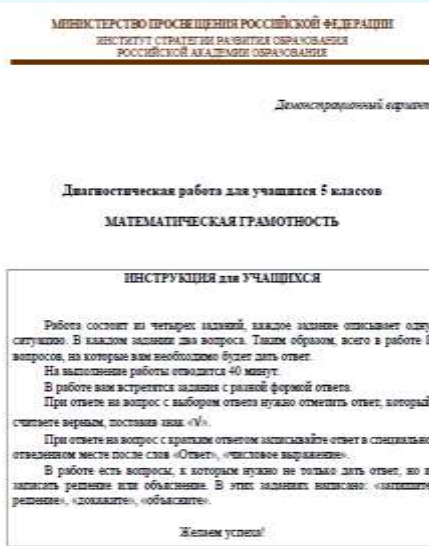 МИНИСТЕРСТВО ПРОСВЕЩЕНИЯ РОССИЙСКОЙ ФЕДЕРАЦИИ
ИНСТИТУТ СТРАТЕГИИ РАЗВИТИЯ ОБРАЗОВАНИЯ
РОССИЙСКОЙ АКАДЕМИИ ОБРАЗОВАНИЯ
Демонстрационный вариант
Диагностическая работа для учащихся 5 классов
МАТЕМАТИЧЕСКАЯ ГРАМОТНОСТЬ
ИНСТРУКЦИЯ для УЧАЩИХСЯ
Работа состоит из четырех заданий, каждое задание описывает одну
ситуацию. В каждом задании два вопроса. Таким образом, всего в работе 8
вопросов, на которые вам необходимо будет дать ответ.
На выполнение работы отводится 40 минут.
В работе вам встретятся задания с разной формой ответа.
При ответе на вопрос с выбором ответа нужно отметить ответ, который
считаете верным, поставив знак «√».
При ответе на вопрос с кратким ответом записывайте ответ в специально
отведенном месте после слов «Ответ», «числовое выражение».
В работе есть вопросы, к которым нужно не только дать ответ, но и
записать решение или объяснение. В этих заданиях написано: «запишите
решение», «докажите», «объясните».
Желаем успеха!